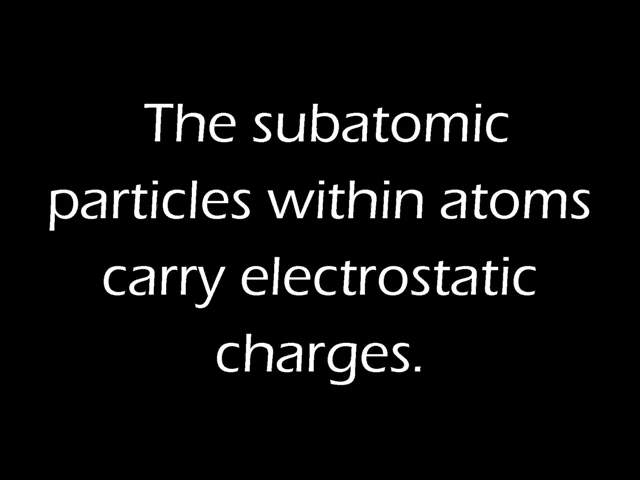 The subatomic
particles within atoms
carry electrostatic
charges.